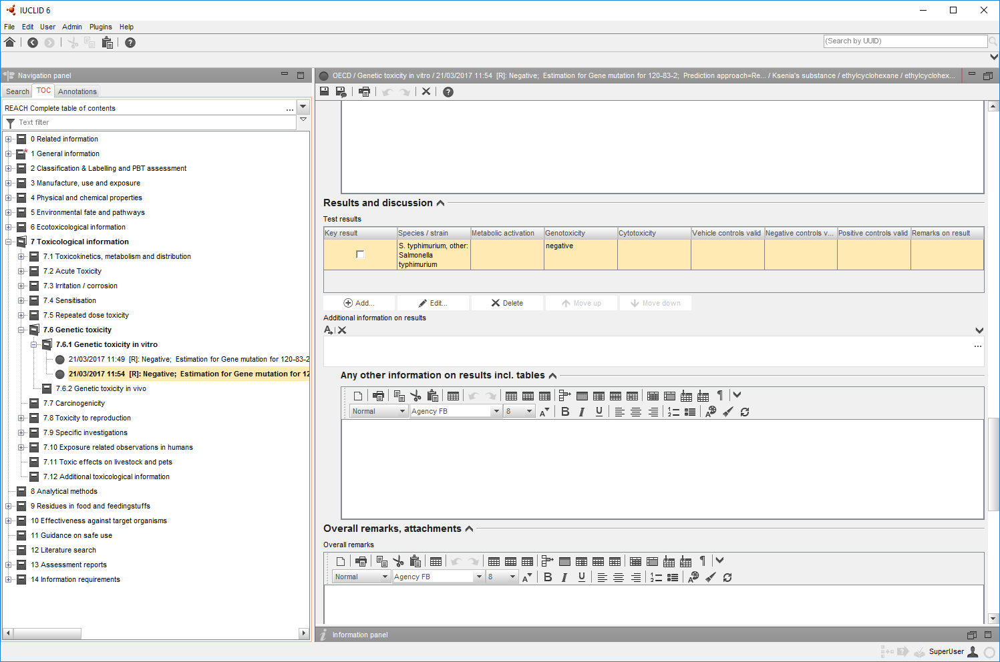 IUCLID 6
File Edit User Admin Plugins Help
(Search by UUID)
Navigation panel
Search TOC Annotations
REACH Complete table of contents ...
Text filter
0 Related information
1 General information
2 Classification & Labelling and PBT assessment
3 Manufacture, use and exposure
4 Physical and chemical properties
5 Environmental fate and pathways
6 Ecotoxicological information
7 Toxicological information
7.1 Toxicokinetics, metabolism and distribution
7.2 Acute Toxicity
7.3 Irritation / corrosion
7.4 Sensitisation
7.5 Repeated dose toxicity
7.6 Genetic toxicity
7.6.1 Genetic toxicity in vitro
21/03/2017 11:49 [R]: Negative; Estimation for Gene mutation for 120-83-2
21/03/2017 11:54 [R]: Negative; Estimation for Gene mutation for 12
7.6.2 Genetic toxicity in vivo
7.7 Carcinogenicity
7.8 Toxicity to reproduction
7.9 Specific investigations
7.10 Exposure related observations in humans
7.11 Toxic effects on livestock and pets
7.12 Additional toxicological information
8 Analytical methods
9 Residues in food and feedingstuffs
10 Effectiveness against target organisms
11 Guidance on safe use
12 Literature search
13 Assessment reports
14 Information requirements
OECD / Genetic toxicity in vitro / 21/03/2017 11:54 [R]: Negative; Estimation for Gene mutation for 120-83-2; Prediction approach=Re... / Ksenia's substance / ethylcyclohexane / ethylcyclohex...
Results and discussion
Test results
Key result Species / strain Metabolic activation Genotoxicity Cytotoxicity Vehicle controls valid Negative controls v... Positive controls valid Remarks on result
S. typhimurium, other: negative
Salmonella
typhimurium
Add... Edit... Delete Move up Move down
Additional information on results
A
...
Any other information on results incl. tables
Normal Agency FB 8 A B I U
Overall remarks, attachments
Overall remarks
Normal Agency FB 8 A B I U
Information panel
SuperUser